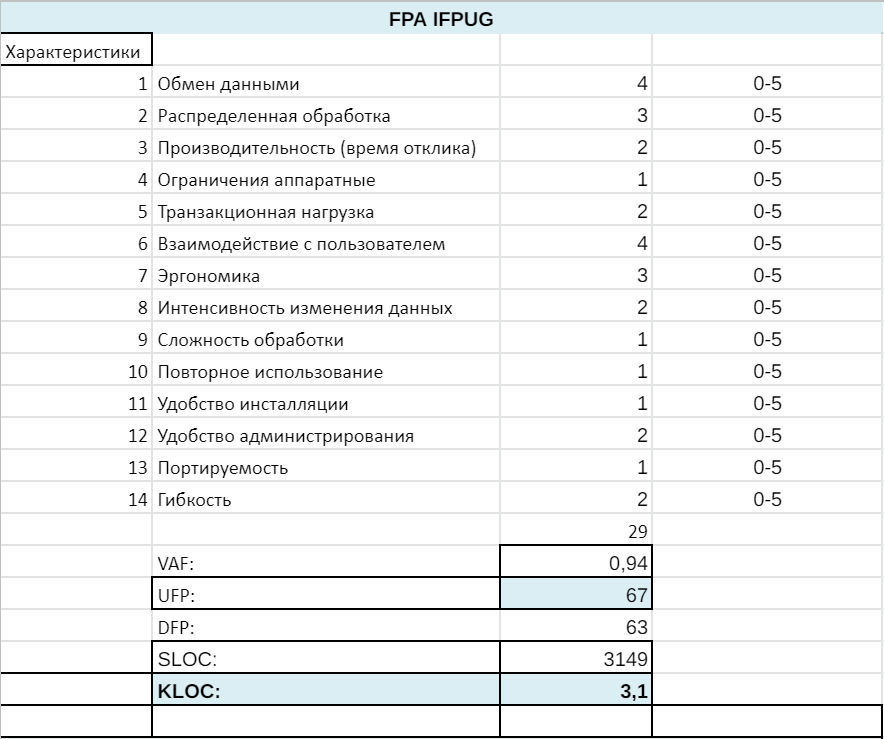 FPA IFPUG
Характеристики
1 Обмен данными 4 0-5
2 Распределенная обработка 3 0-5
3 Производительность (время отклика) 2 0-5
4 Ограничения аппаратные 1 0-5
5 Транзакционная нагрузка 2 0-5
6 Взаимодействие с пользователем 4 0-5
7 Эргономика 3 0-5
8 Интенсивность изменения данных 2 0-5
9 Сложность обработки 1 0-5
10 Повторное использование 1 0-5
11 Удобство инсталляции 1 0-5
12 Удобство администрирования 2 0-5
13 Портируемость 1 0-5
14 Гибкость 2 0-5
29
VAF: 0,94
UFP: 67
DFP: 63
SLOC: 3149
KLOC: 3,1